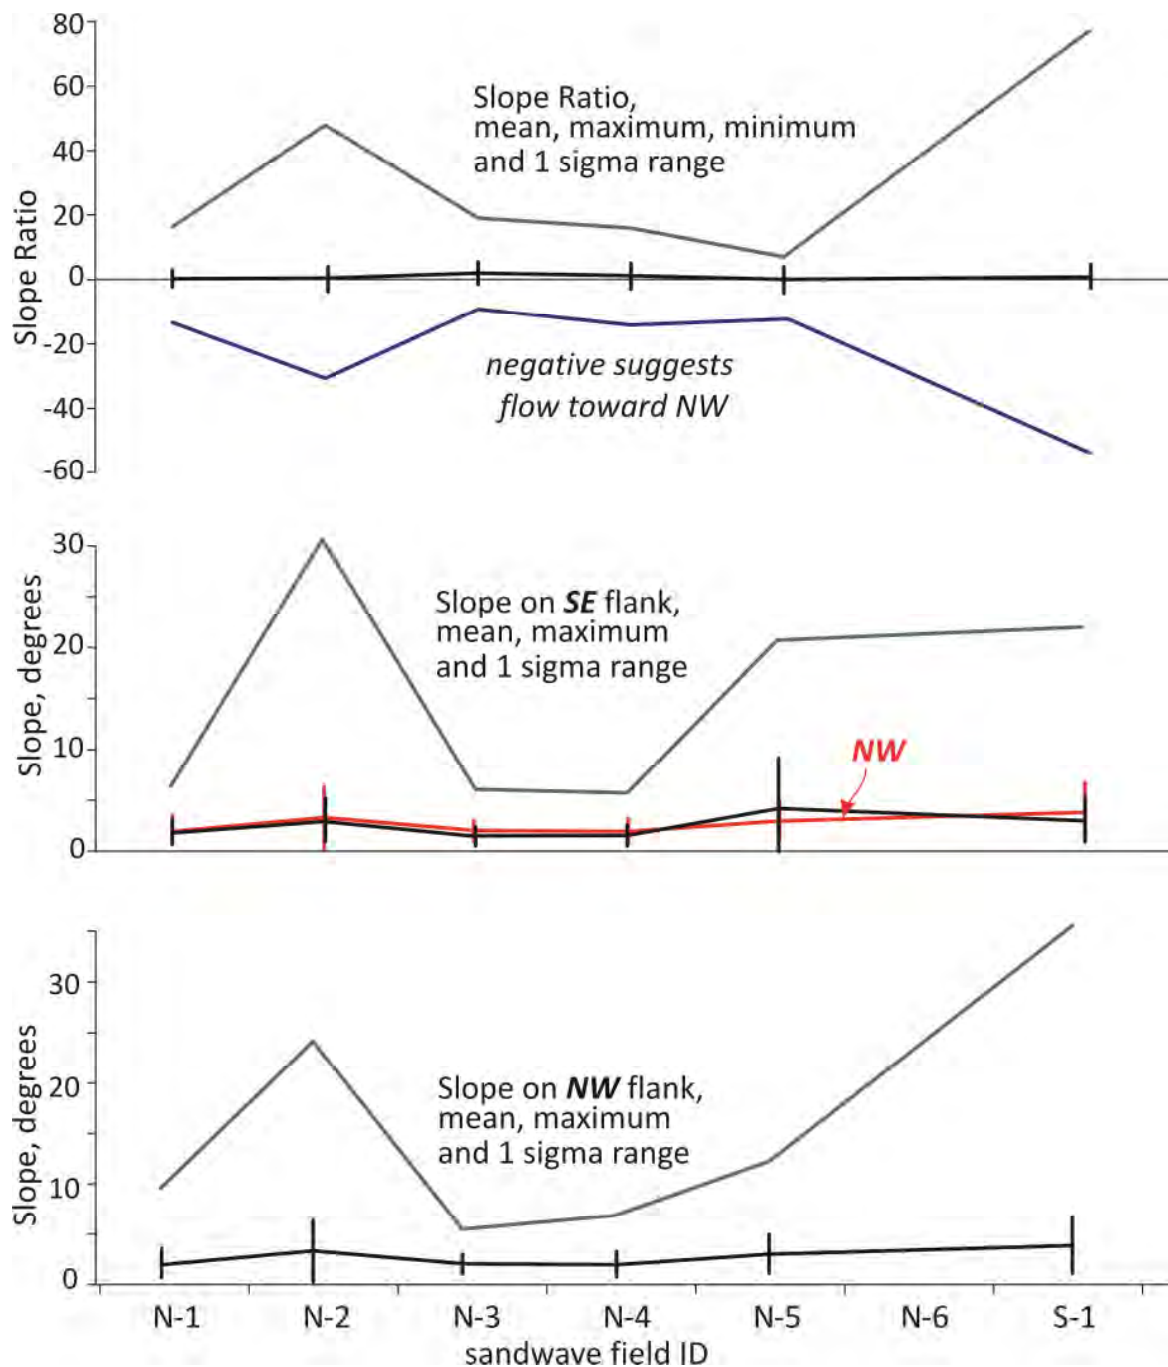 80
60
40
20
0
-20
-40
-60
Slope Ratio
Slope Ratio,
mean, maximum, minimum
and 1 sigma range
negative suggests
flow toward NW
30
20
10
0
Slope, degrees
Slope on SE flank,
mean, maximum
and 1 sigma range
NW
30
20
10
0
Slope, degrees
Slope on NW flank,
mean, maximum
and 1 sigma range
N-1 N-2 N-3 N-4 N-5 N-6 S-1
sandwave field ID